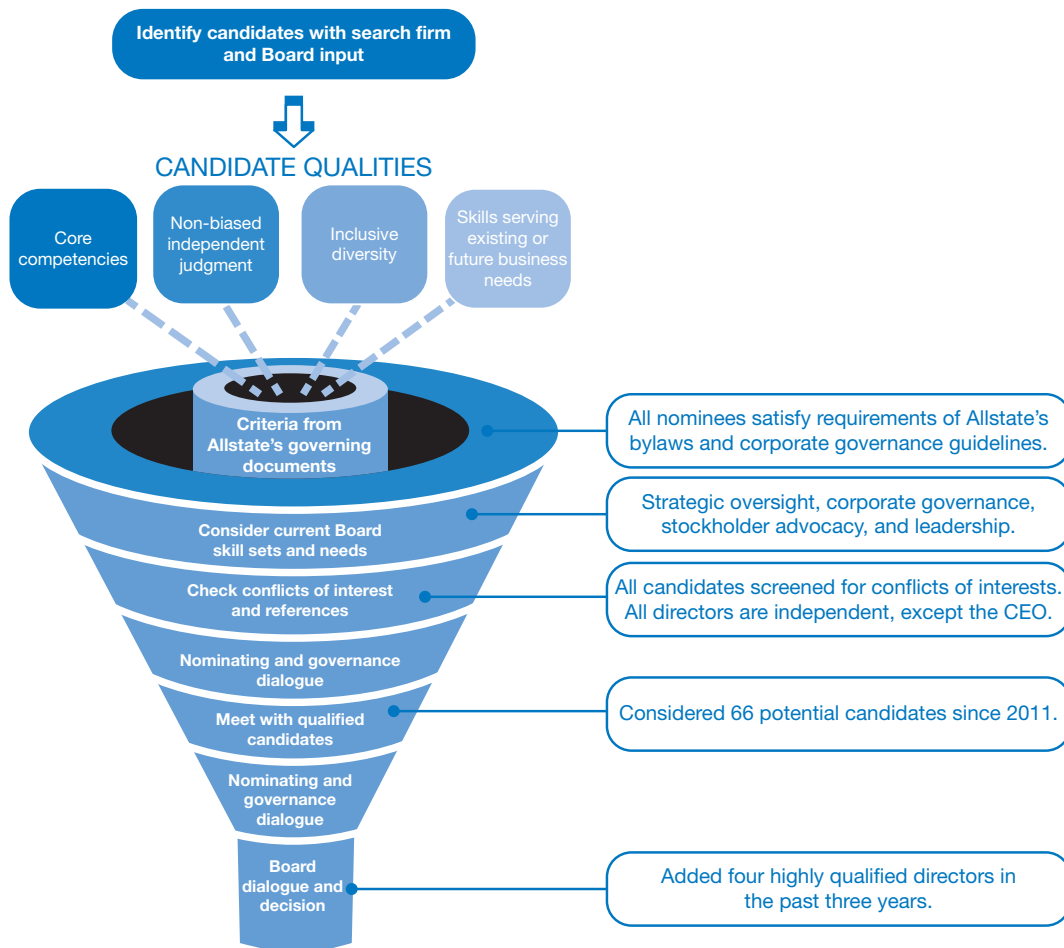 Identify candidates with search firm
and Board input
CANDIDATE QUALITIES
Core
competencies
Non-biased
independent
judgment
Inclusive
diversity
Skills serving
existing or
future business
needs
Criteria from
Allstate’s governing
documents
All nominees satisfy requirements of Allstate’s
bylaws and corporate governance guidelines.
Consider current Board
skill sets and needs
Strategic oversight, corporate governance,
stockholder advocacy, and leadership.
Check conflicts of interest
and references
All candidates screened for conflicts of interests.
All directors are independent, except the CEO.
Nominating and governance
dialogue
Meet with qualified
candidates
Considered 66 potential candidates since 2011.
Nominating and
governance
dialogue
Board
dialogue and
decision
Added four highly qualified directors in
the past three years.